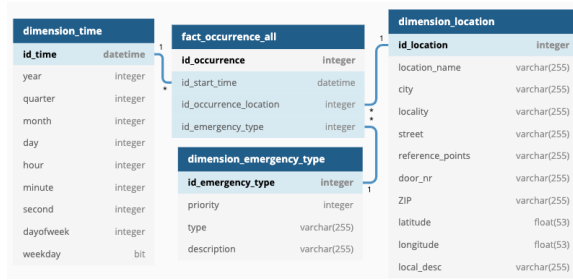 dimension_time
id_time datetime
year integer
quarter integer
month integer
day integer
hour integer
minute integer
second integer
dayofweek integer
weekday bit
1
*
fact_occurrence_all
id_occurrence integer
id_start_time datetime
id_occurrence_location integer
id_emergency_type integer
1
*
*
1
dimension_emergency_type
id_emergency_type integer
priority integer
type varchar(255)
description varchar(255)
dimension_location
id_location integer
location_name varchar(255)
city varchar(255)
locality varchar(255)
street varchar(255)
reference_points varchar(255)
door_nr varchar(255)
ZIP varchar(255)
latitude float(53)
longitude float(53)
local_desc varchar(255)